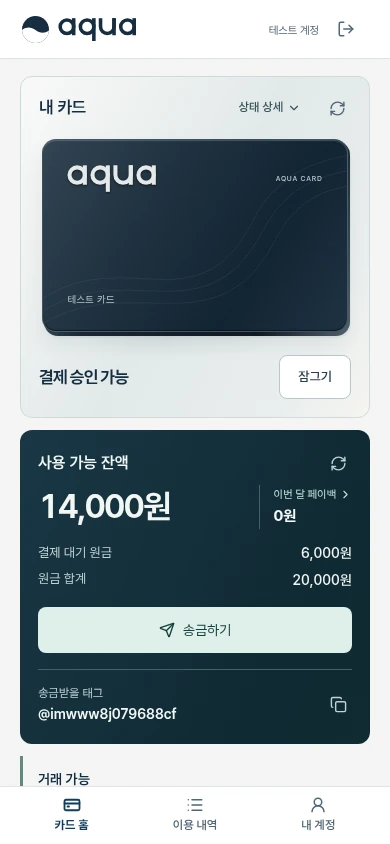 aqua
테스트 계정
내 카드
상태 상세
aqua
AQUA CARD
테스트 카드
결제 승인 가능
잠그기
사용 가능 잔액
14,000원
이번 달 페이백
0원
결제 대기 원금
6,000원
원금 합계
20,000원
송금하기
송금받을 태그
@imwww8j079688cf
거래 가능
카드 홈
이용 내역
내 계정